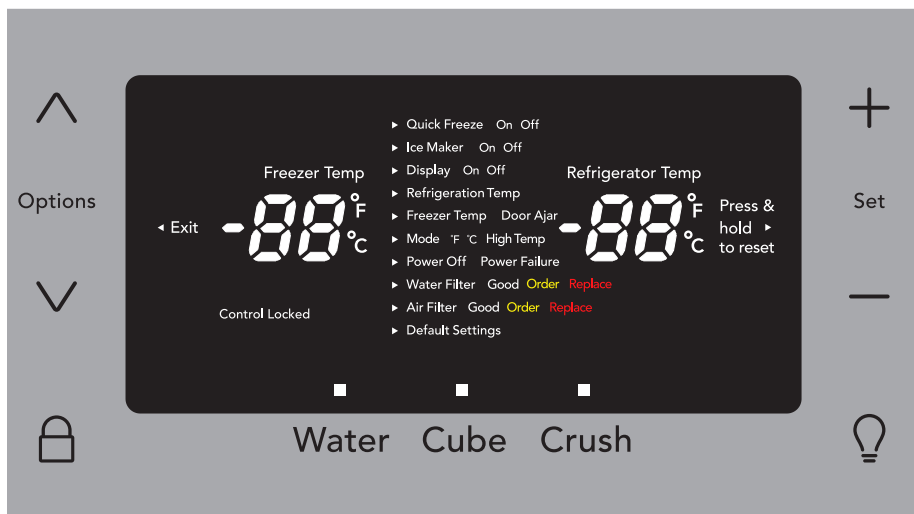 Options
◂ Exit
Freezer Temp
-88 °F °C
Control Locked
▸ Quick Freeze On Off
▸ Ice Maker On Off
▸ Display On Off
▸ Refrigeration Temp
▸ Freezer Temp Door Ajar
▸ Mode °F °C High Temp
▸ Power Off Power Failure
▸ Water Filter Good Order Replace
▸ Air Filter Good Order Replace
▸ Default Settings
Refrigerator Temp
-88 °F °C
Press &
hold ▸
to reset
Set
Water Cube Crush